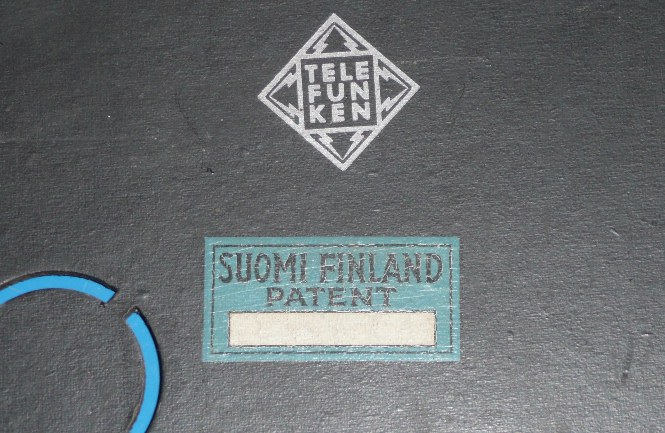 TELE
FUN
KEN
SUOMI FINLAND
PATENT